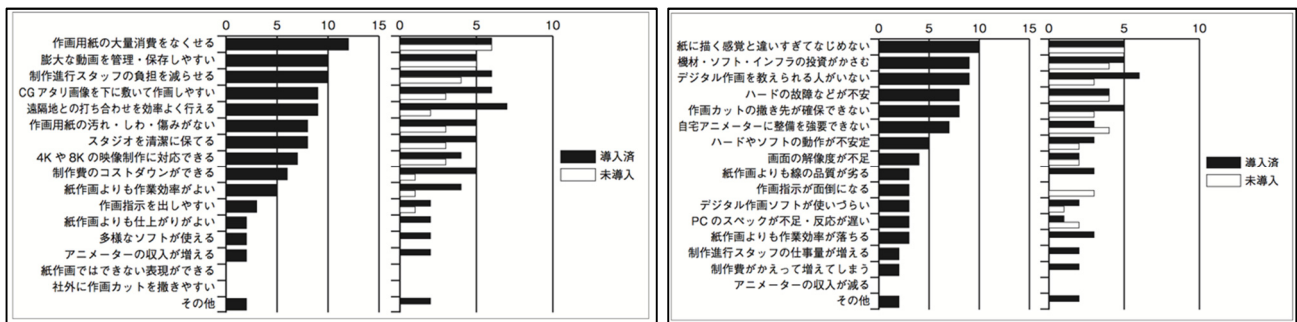 0 5 10 15 0 5 10
作画用紙の大量消費をなくせる
膨大な動画を管理・保存しやすい
制作進行スタッフの負担を減らせる
CGアタリ画像を下に敷いて作画しやすい
遠隔地との打ち合わせを効率よく行える
作画用紙の汚れ・しわ・傷みがない
スタジオを清潔に保てる
4Kや8Kの映像制作に対応できる
制作費のコストダウンができる
紙作画よりも作業効率がよい
作画指示を出しやすい
紙作画よりも仕上がりがよい
多様なソフトが使える
アニメーターの収入が増える
紙作画ではできない表現ができる
社外に作画カットを撒きやすい
その他
導入済
未導入
0 5 10 15 0 5 10
紙に描く感覚と違いすぎてなじめない
機材・ソフト・インフラの投資がかさむ
デジタル作画を教えられる人がいない
ハードの故障などが不安
作画カットの撒き先が確保できない
自宅アニメーターに整備を強要できない
ハードやソフトの動作が不安定
画面の解像度が不足
紙作画よりも線の品質が劣る
作画指示が面倒になる
デジタル作画ソフトが使いづらい
PCのスペックが不足・反応が遅い
紙作画よりも作業効率が落ちる
制作進行スタッフの仕事量が増える
制作費がかえって増えてしまう
アニメーターの収入が減る
その他
導入済
未導入